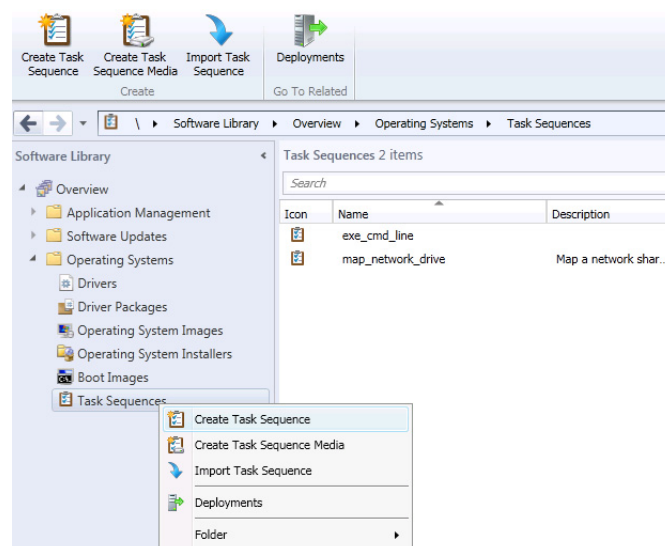 Create Task Sequence
Create Task Sequence Media
Import Task Sequence
Deployments
Create
Go To Related
\ Software Library Overview Operating Systems Task Sequences
Software Library
Task Sequences 2 items
Search
Overview
Application Management
Software Updates
Operating Systems
Drivers
Driver Packages
Operating System Images
Operating System Installers
Boot Images
Task Sequences
Icon Name Description
exe_cmd_line
map_network_drive Map a network shar...
Create Task Sequence
Create Task Sequence Media
Import Task Sequence
Deployments
Folder